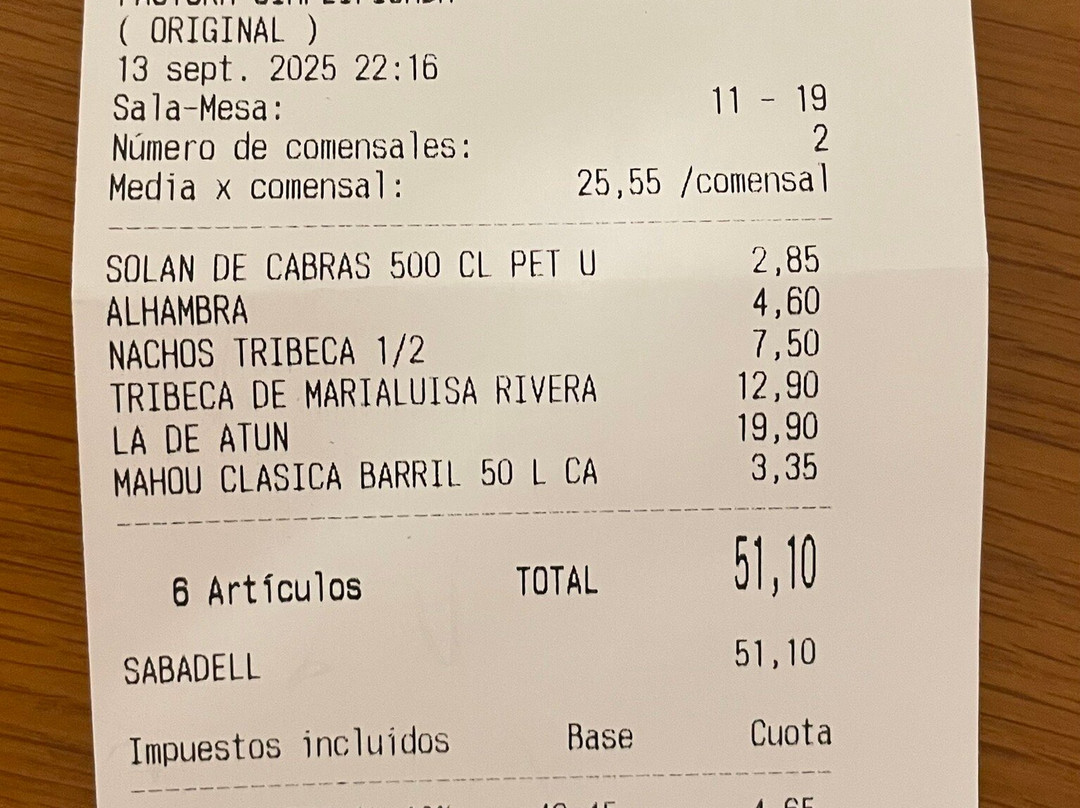 ( ORIGINAL )
13 sept. 2025 22:16
Sala-Mesa: 11 - 19
Número de comensales: 2
Media x comensal: 25,55 /comensal
SOLAN DE CABRAS 500 CL PET U 2,85
ALHAMBRA 4,60
NACHOS TRIBECA 1/2 7,50
TRIBECA DE MARIALUISA RIVERA 12,90
LA DE ATUN 19,90
MAHOU CLASICA BARRIL 50 L CA 3,35
6 Artículos TOTAL 51,10
SABADELL 51,10
Impuestos incluídos Base Cuota